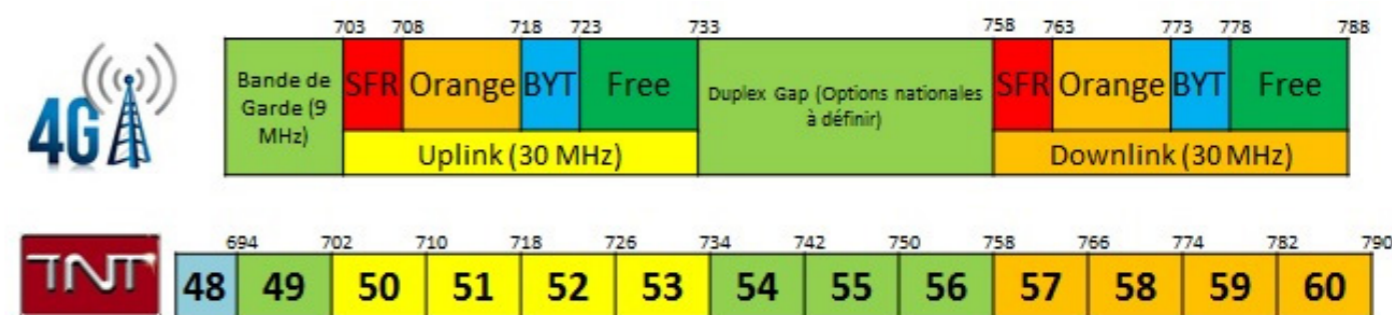 703 708 718 723 733 758 763 773 778 788
Bande de
Garde (9
MHz)
SFR Orange BYT Free
Uplink (30 MHz)
Duplex Gap (Options nationales
à définir)
SFR Orange BYT Free
Downlink (30 MHz)
4G
694 702 710 718 726 734 742 750 758 766 774 782 790
TNT
48 49 50 51 52 53 54 55 56 57 58 59 60